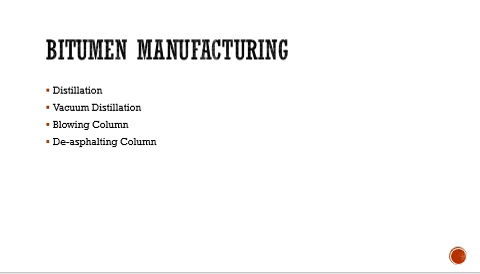 BITUMEN MANUFACTURING
▪ Distillation
▪ Vacuum Distillation
▪ Blowing Column
▪ De-asphalting Column